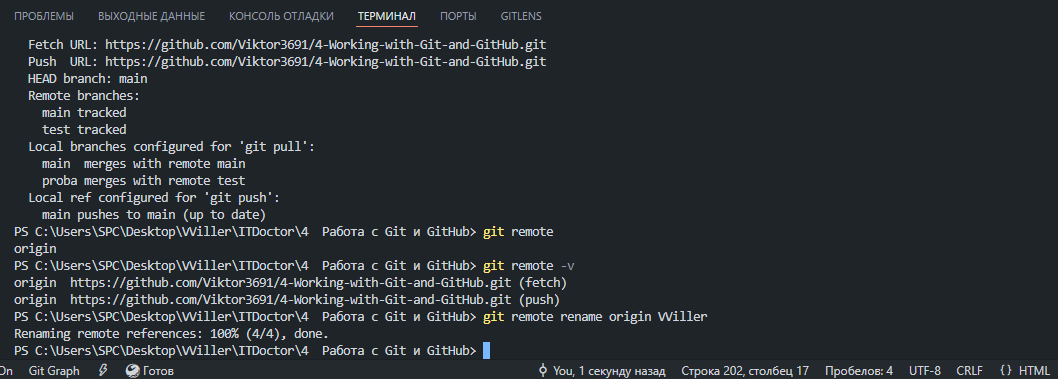 ПРОБЛЕМЫ ВЫХОДНЫЕ ДАННЫЕ КОНСОЛЬ ОТЛАДКИ ТЕРМИНАЛ ПОРТЫ GITLENS
Fetch URL: https://github.com/Viktor3691/4-Working-with-Git-and-GitHub.git
Push  URL: https://github.com/Viktor3691/4-Working-with-Git-and-GitHub.git
HEAD branch: main
Remote branches:
main tracked
test tracked
Local branches configured for 'git pull':
main  merges with remote main
proba merges with remote test
Local ref configured for 'git push':
main pushes to main (up to date)
PS C:\Users\SPC\Desktop\VViller\ITDoctor\4  Работа с Git и GitHub> git remote
origin
PS C:\Users\SPC\Desktop\VViller\ITDoctor\4  Работа с Git и GitHub> git remote -v
origin  https://github.com/Viktor3691/4-Working-with-Git-and-GitHub.git (fetch)
origin  https://github.com/Viktor3691/4-Working-with-Git-and-GitHub.git (push)
PS C:\Users\SPC\Desktop\VViller\ITDoctor\4  Работа с Git и GitHub> git remote rename origin VViller
Renaming remote references: 100% (4/4), done.
PS C:\Users\SPC\Desktop\VViller\ITDoctor\4  Работа с Git и GitHub>
On Git Graph Готов You, 1 секунду назад Строка 202, столбец 17 Пробелов: 4 UTF-8 CRLF {} HTML